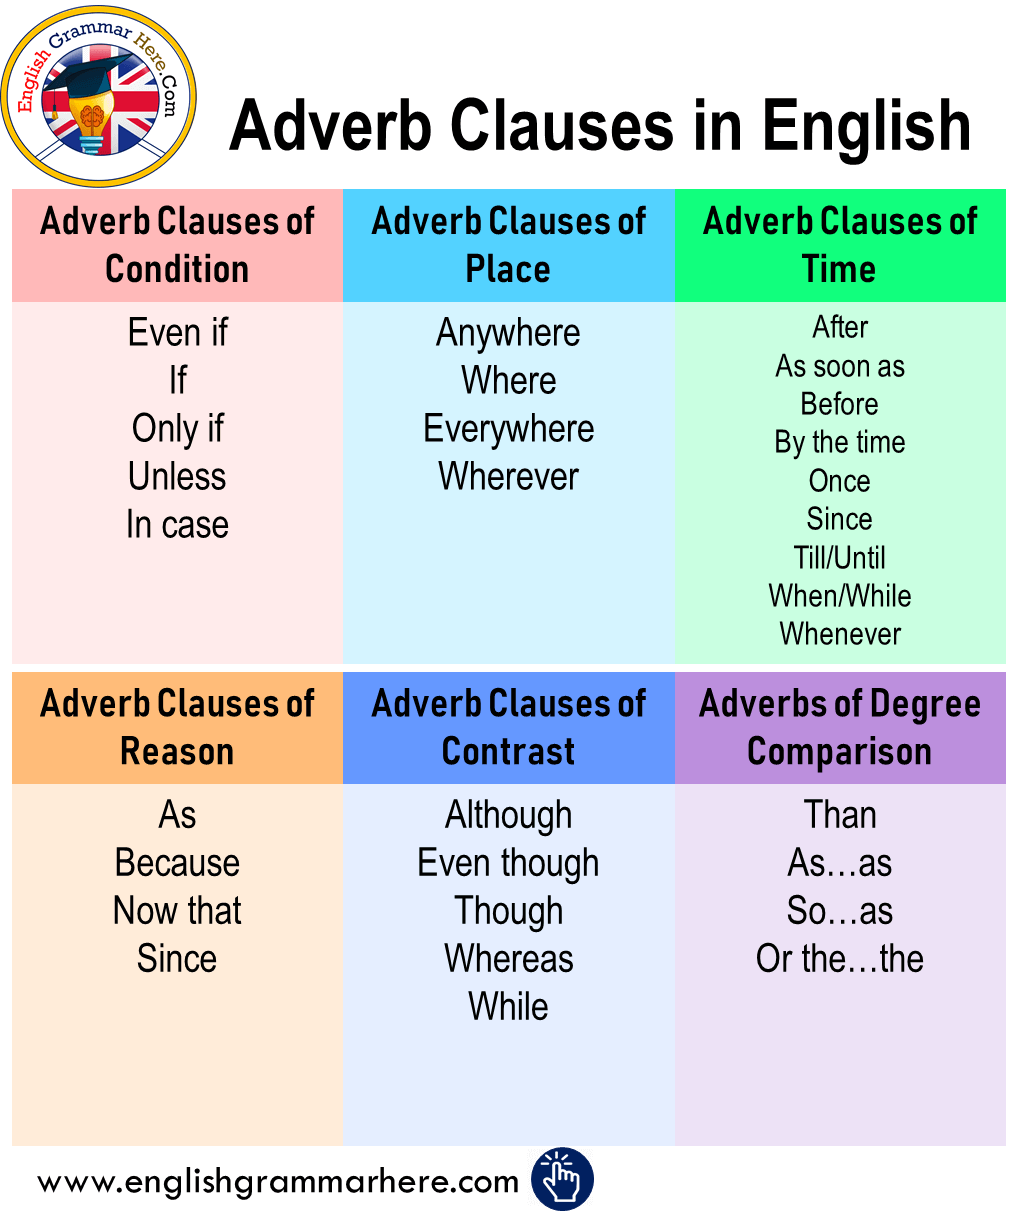 English Grammar Here.Com
Adverb Clauses in English
Adverb Clauses of
Condition
Even if
If
Only if
Unless
In case
Adverb Clauses of
Place
Anywhere
Where
Everywhere
Wherever
Adverb Clauses of
Time
After
As soon as
Before
By the time
Once
Since
Till/Until
When/While
Whenever
Adverb Clauses of
Reason
As
Because
Now that
Since
Adverb Clauses of
Contrast
Although
Even though
Though
Whereas
While
Adverbs of Degree
Comparison
Than
As…as
So…as
Or the…the
www.englishgrammarhere.com